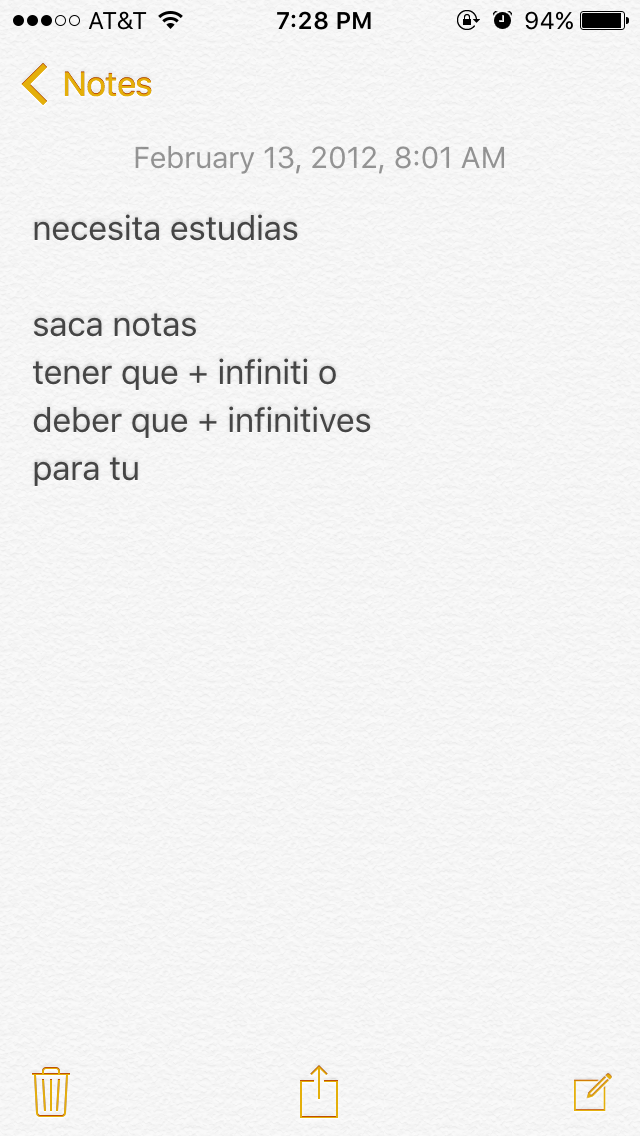 AT&T 7:28 PM 94%
Notes
February 13, 2012, 8:01 AM
necesita estudias
saca notas
tener que + infiniti o
deber que + infinitives
para tu